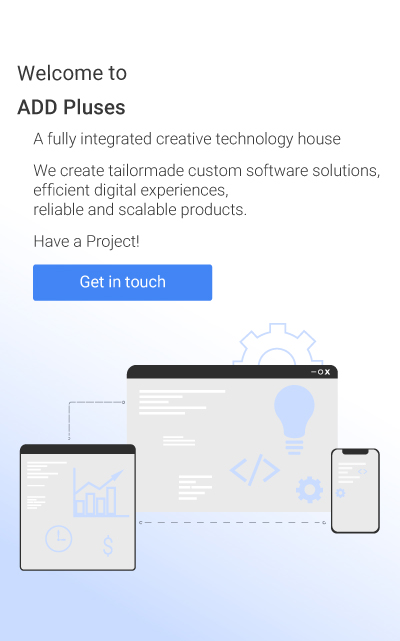 Welcome to
ADD Pluses
A fully integrated creative technology house
We create tailormade custom software solutions,
efficient digital experiences,
reliable and scalable products.
Have a Project!
Get in touch